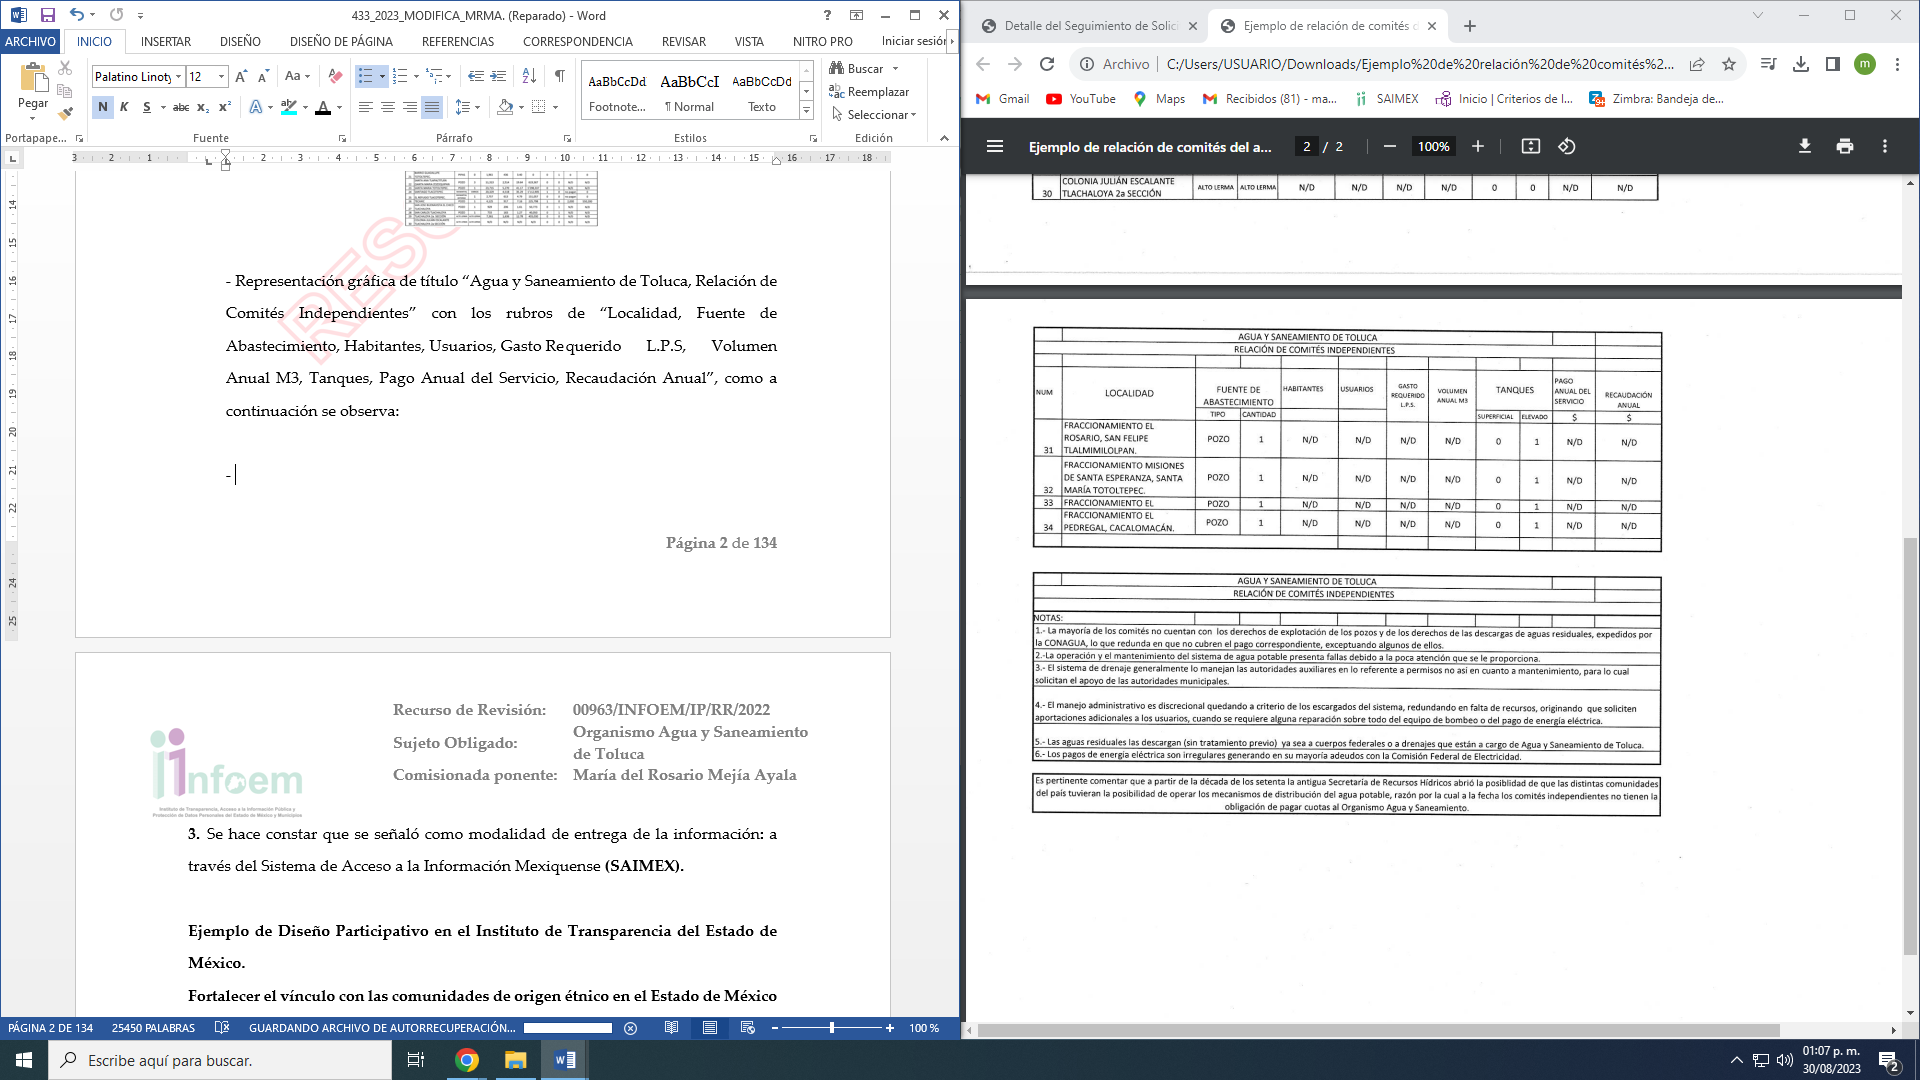 433_2023_MODIFICA_MRMA. (Reparado) - Word
ARCHIVO INICIO INSERTAR DISEÑO DISEÑO DE PÁGINA REFERENCIAS CORRESPONDENCIA REVISAR VISTA NITRO PRO Iniciar sesión
Pegar
Palatino Linoty 12
N K S abc x₂ x²
AaBbCcDd AaBbCcI AaBbCcDd
Footnote... ¶ Normal Texto
Buscar
Reemplazar
Seleccionar
Portapape... Fuente Párrafo Estilos Edición
- Representación gráfica de título “Agua y Saneamiento de Toluca, Relación de
Comités Independientes” con los rubros de “Localidad, Fuente de
Abastecimiento, Habitantes, Usuarios, Gasto Requerido L.P.S, Volumen
Anual M3, Tanques, Pago Anual del Servicio, Recaudación Anual”, como a
continuación se observa:
-
Página 2 de 134
infoem
Instituto de Transparencia, Acceso a la Información Pública y
Protección de Datos Personales del Estado de México y Municipios
Recurso de Revisión: 00963/INFOEM/IP/RR/2022
Sujeto Obligado: Organismo Agua y Saneamiento
de Toluca
Comisionada ponente: María del Rosario Mejía Ayala
3. Se hace constar que se señaló como modalidad de entrega de la información: a
través del Sistema de Acceso a la Información Mexiquense (SAIMEX).
Ejemplo de Diseño Participativo en el Instituto de Transparencia del Estado de
México.
Fortalecer el vínculo con las comunidades de origen étnico en el Estado de México
PÁGINA 2 DE 134 25450 PALABRAS GUARDANDO ARCHIVO DE AUTORRECUPERACIÓN... 100 %
Detalle del Seguimiento de Solici
Ejemplo de relación de comités d
Archivo C:/Users/USUARIO/Downloads/Ejemplo%20de%20relación%20de%20comités%2...
m
Gmail YouTube Maps Recibidos (81) - ma... SAIMEX Inicio | Criterios de I... Zimbra: Bandeja de...
Ejemplo de relación de comités del a... 2 / 2 100%
30 COLONIA JULIÁN ESCALANTE TLACHALOYA 2a SECCIÓN ALTO LERMA ALTO LERMA N/D N/D N/D N/D 0 0 N/D N/D
AGUA Y SANEAMIENTO DE TOLUCA
RELACIÓN DE COMITÉS INDEPENDIENTES
NUM LOCALIDAD FUENTE DE ABASTECIMIENTO HABITANTES USUARIOS GASTO REQUERIDO L.P.S. VOLUMEN ANUAL M3 TANQUES PAGO ANUAL DEL SERVICIO RECAUDACIÓN ANUAL
TIPO CANTIDAD SUPERFICIAL ELEVADO $ $
31 FRACCIONAMIENTO EL ROSARIO, SAN FELIPE TLALMIMILOLPAN. POZO 1 N/D N/D N/D N/D 0 1 N/D N/D
32 FRACCIONAMIENTO MISIONES DE SANTA ESPERANZA, SANTA MARÍA TOTOLTEPEC. POZO 1 N/D N/D N/D N/D 0 1 N/D N/D
33 FRACCIONAMIENTO EL POZO 1 N/D N/D N/D N/D 0 1 N/D N/D
34 FRACCIONAMIENTO EL PEDREGAL, CACALOMACÁN. POZO 1 N/D N/D N/D N/D 0 1 N/D N/D
AGUA Y SANEAMIENTO DE TOLUCA
RELACIÓN DE COMITÉS INDEPENDIENTES
NOTAS:
1.- La mayoría de los comités no cuentan con los derechos de explotación de los pozos y de los derechos de las descargas de aguas residuales, expedidos por
la CONAGUA, lo que redunda en que no cubren el pago correspondiente, exceptuando algunos de ellos.
2.-La operación y el mantenimiento del sistema de agua potable presenta fallas debido a la poca atención que se le proporciona.
3.- El sistema de drenaje generalmente lo manejan las autoridades auxiliares en lo referente a permisos no así en cuanto a mantenimiento, para lo cual
solicitan el apoyo de las autoridades municipales.
4.- El manejo administrativo es discrecional quedando a criterio de los escargados del sistema, redundando en falta de recursos, originando que soliciten
aportaciones adicionales a los usuarios, cuando se requiere alguna reparación sobre todo del equipo de bombeo o del pago de energía eléctrica.
5.- Las aguas residuales las descargan (sin tratamiento previo) ya sea a cuerpos federales o a drenajes que están a cargo de Agua y Saneamiento de Toluca.
6.- Los pagos de energía eléctrica son irregulares generando en su mayoría adeudos con la Comisión Federal de Electricidad.
Es pertinente comentar que a partir de la década de los setenta la antigua Secretaría de Recursos Hídricos abrió la posiblidad de que las distintas comunidades
del país tuvieran la posibilidad de operar los mecanismos de distribución del agua potable, razón por la cual a la fecha los comités independientes no tienen la
obligación de pagar cuotas al Organismo Agua y Saneamiento.
Escribe aquí para buscar.
01:07 p. m.
30/08/2023
2